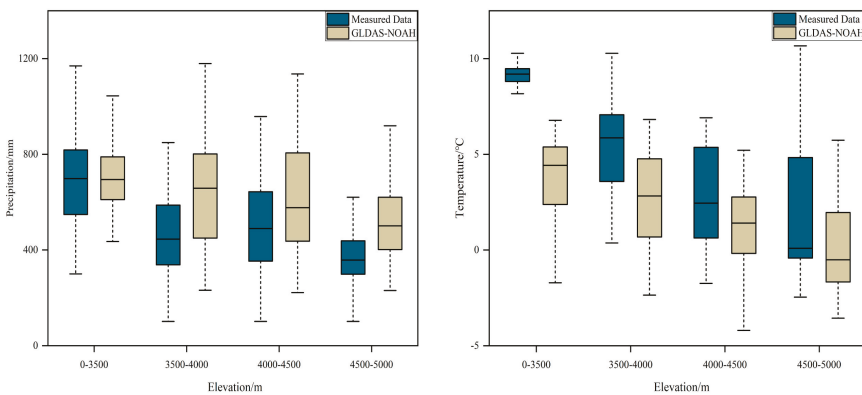 Measured Data
GLDAS-NOAH
1200
800
400
0
Precipitation/mm
0-3500
3500-4000
4000-4500
4500-5000
Elevation/m
Measured Data
GLDAS-NOAH
10
5
0
-5
Temperature/°C
0-3500
3500-4000
4000-4500
4500-5000
Elevation/m